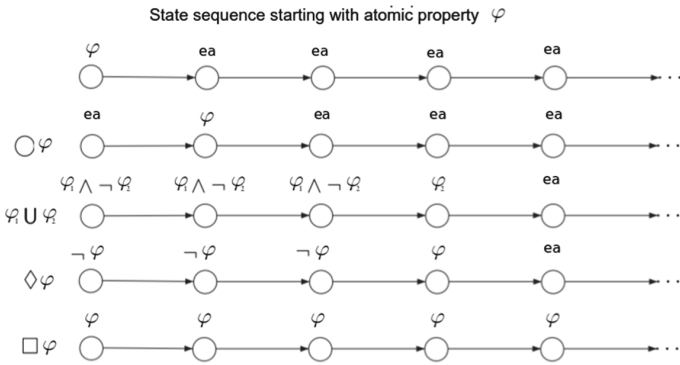 State sequence starting with atomic property φ
φ ea ea ea ea
○φ ea φ ea ea ea
φ₁ ∧ ¬ φ₂ φ₁ ∧ ¬ φ₂ φ₁ ∧ ¬ φ₂ φ₂ ea
φ₁ U φ₂
¬ φ ¬ φ ¬ φ φ ea
◊φ
φ φ φ φ φ
□φ